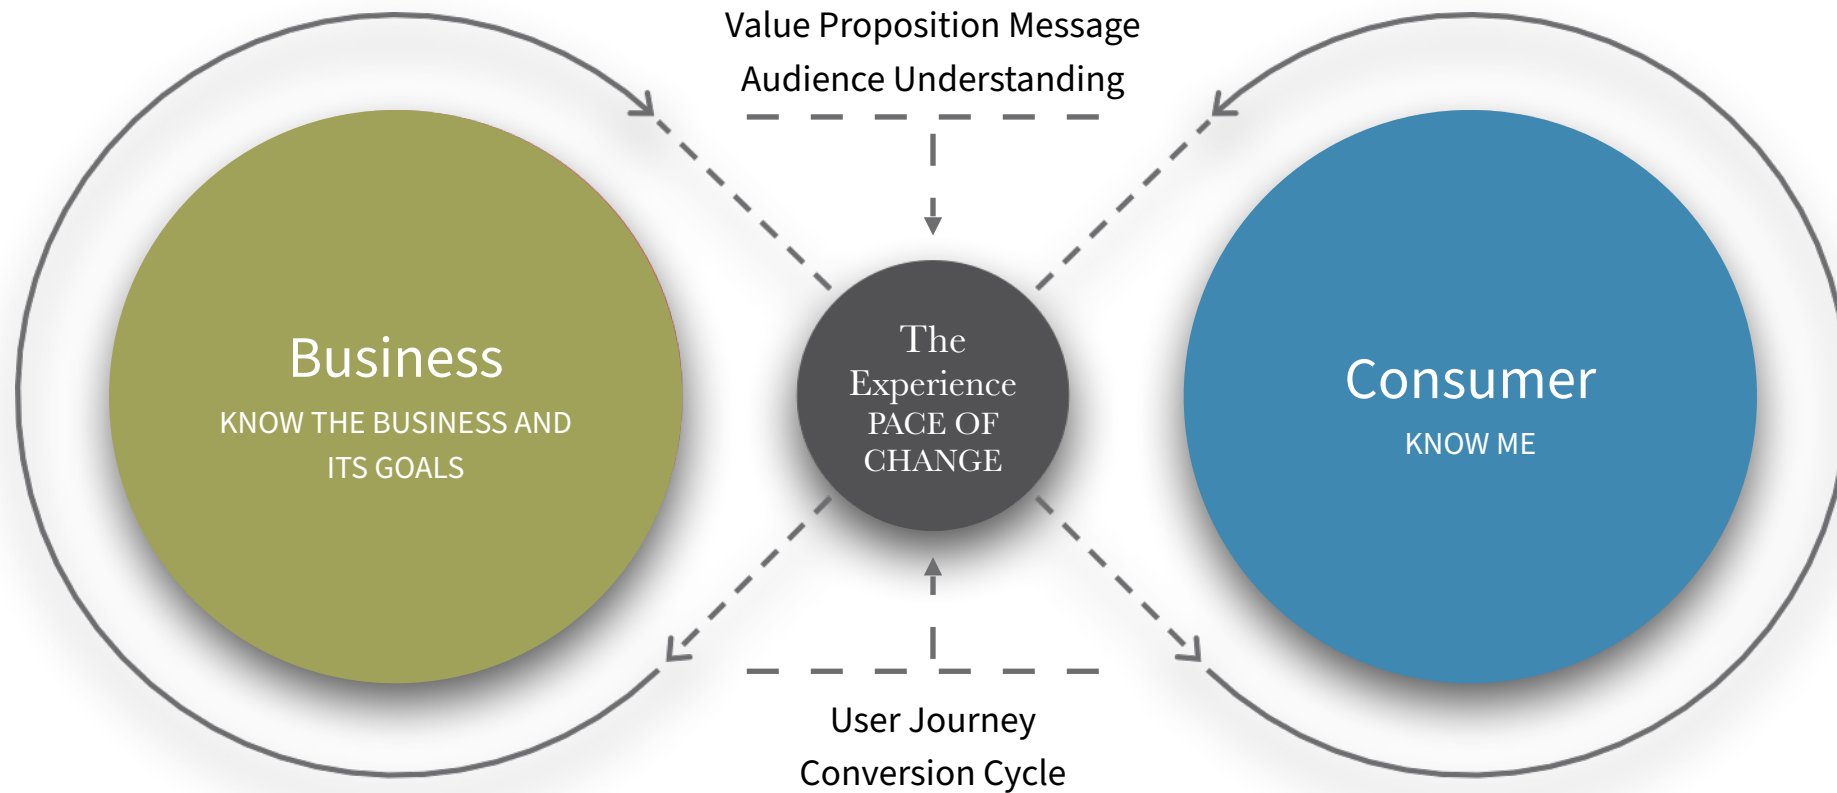 Value Proposition Message
Audience Understanding
Business
KNOW THE BUSINESS AND
ITS GOALS
The
Experience
PACE OF
CHANGE
Consumer
KNOW ME
User Journey
Conversion Cycle